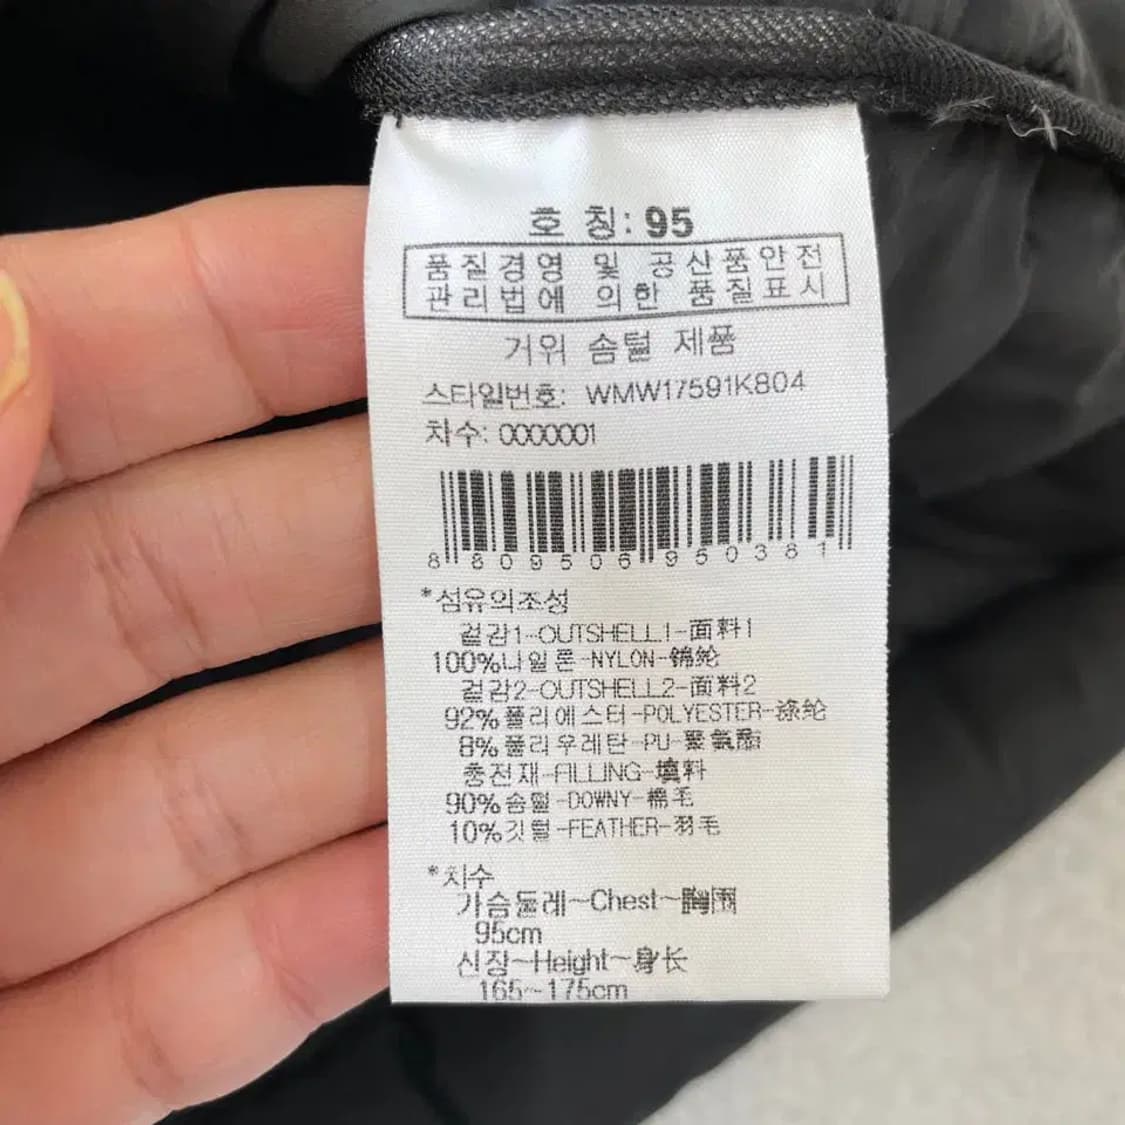 호 칭: 95
품질경영 및 공산품안전
관리법에 의한 품질표시
거위 솜털 제품
스타일번호: WMW17591K804
차수: 0000001
8 809506 950381
*섬유의조성
겉감1-OUTSHELL1-面料1
100%나일론-NYLON-锦纶
겉감2-OUTSHELL2-面料2
92%폴리에스터-POLYESTER-涤纶
8%폴리우레탄-PU-聚氨酯
충전재-FILLING-填料
90%솜털-DOWNY-棉毛
10%깃털-FEATHER-羽毛
*치수
가슴둘레~Chest~胸围
95cm
신장~Height~身长
165~175cm